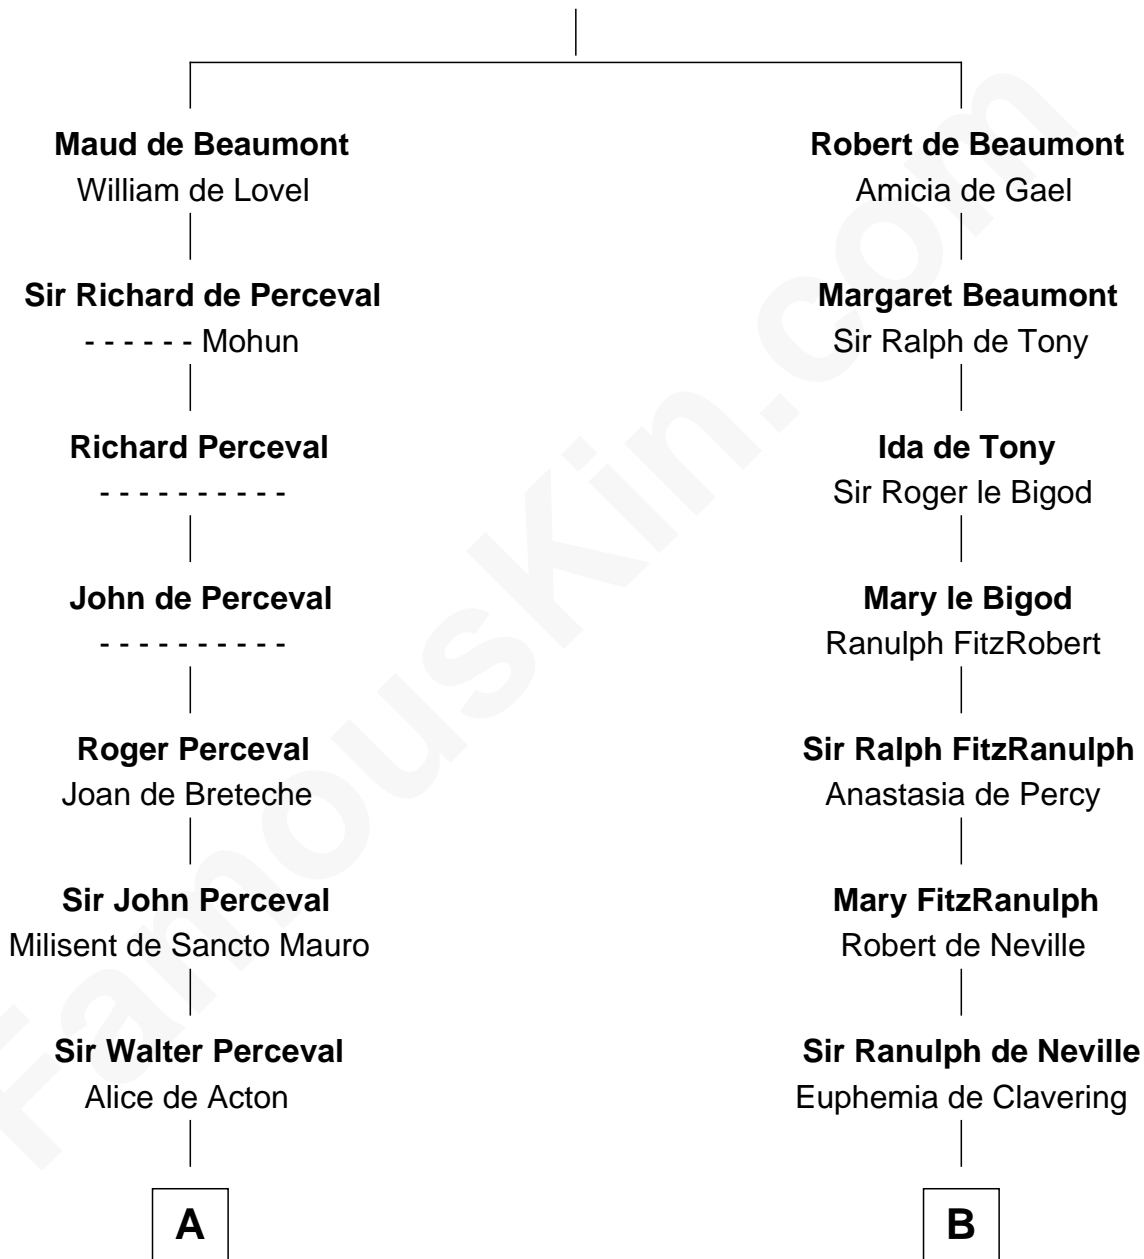 Maud de Beaumont
William de Lovel
Sir Richard de Perceval
- - - - - - Mohun
Richard Perceval
- - - - - - - - - -
John de Perceval
- - - - - - - - - -
Roger Perceval
Joan de Breteche
Sir John Perceval
Milisent de Sancto Mauro
Sir Walter Perceval
Alice de Acton
A
Robert de Beaumont
Amicia de Gael
Margaret Beaumont
Sir Ralph de Tony
Ida de Tony
Sir Roger le Bigod
Mary le Bigod
Ranulph FitzRobert
Sir Ralph FitzRanulph
Anastasia de Percy
Mary FitzRanulph
Robert de Neville
Sir Ranulph de Neville
Euphemia de Clavering
B
FamousKin.com